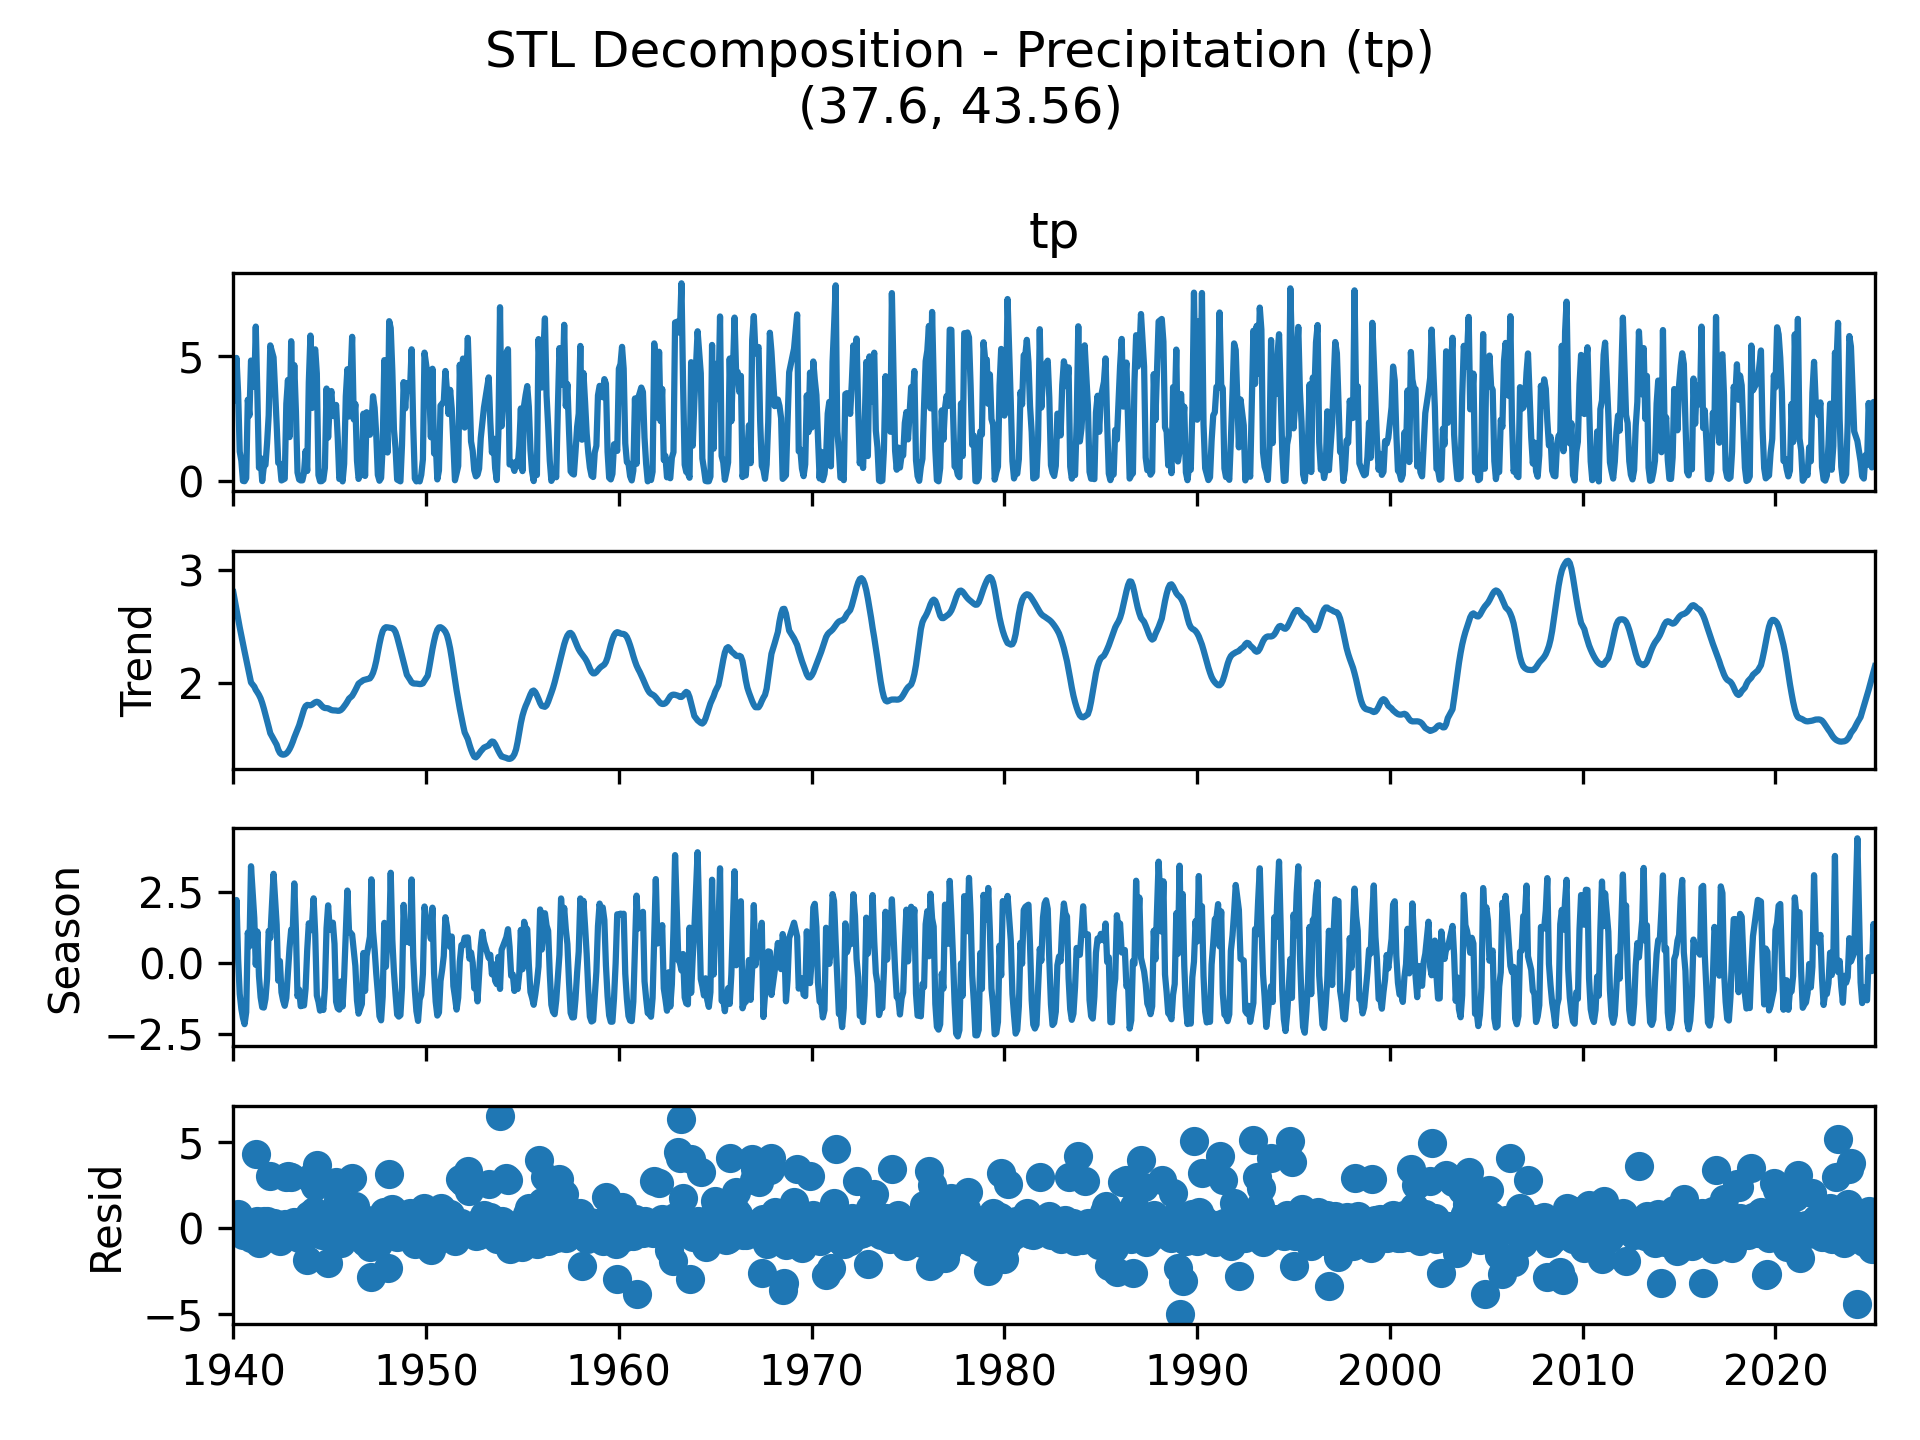 STL Decomposition - Precipitation (tp)
(37.6, 43.56)
tp
5
0
Trend
3
2
Season
2.5
0.0
−2.5
Resid
5
0
−5
1940 1950 1960 1970 1980 1990 2000 2010 2020